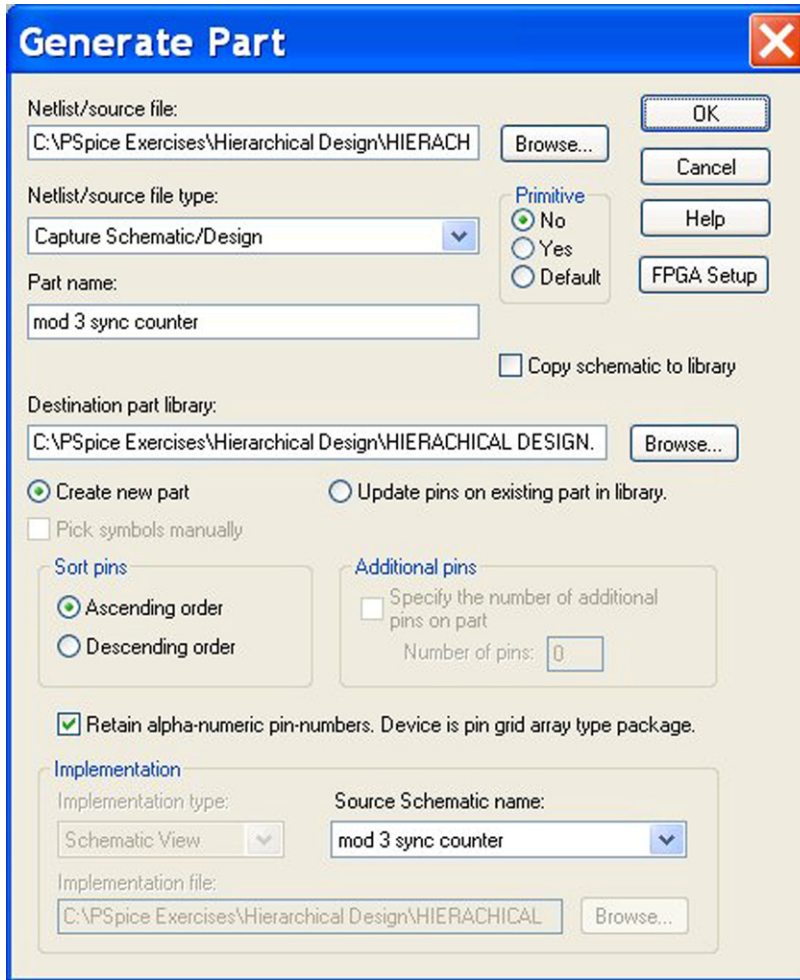 Generate Part
Netlist/source file:
C:\PSpice Exercises\Hierarchical Design\HIERACH
Browse...
OK
Cancel
Netlist/source file type:
Capture Schematic/Design
Primitive
No
Yes
Default
Help
FPGA Setup
Part name:
mod 3 sync counter
Copy schematic to library
Destination part library:
C:\PSpice Exercises\Hierarchical Design\HIERACHICAL DESIGN.
Browse...
Create new part
Update pins on existing part in library.
Pick symbols manually
Sort pins
Ascending order
Descending order
Additional pins
Specify the number of additional
pins on part
Number of pins: 0
Retain alpha-numeric pin-numbers. Device is pin grid array type package.
Implementation
Implementation type:
Schematic View
Source Schematic name:
mod 3 sync counter
Implementation file:
C:\PSpice Exercises\Hierarchical Design\HIERACHICAL
Browse...